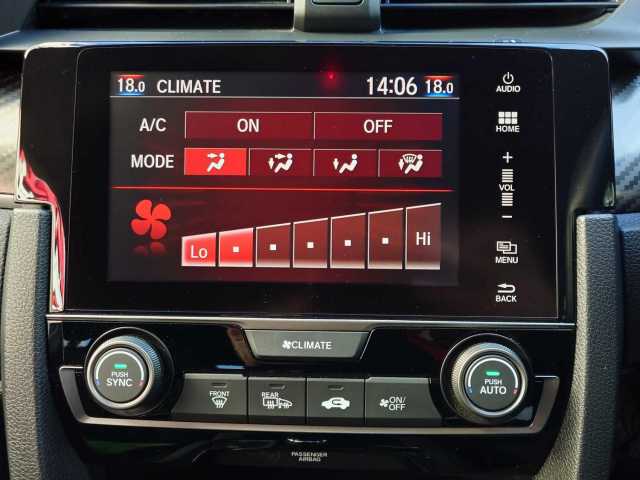 18.0 CLIMATE 14:06 18.0
A/C ON OFF
MODE
Lo Hi
AUDIO
HOME
+
VOL
-
MENU
BACK
CLIMATE
PUSH
SYNC
FRONT
REAR
ON/
OFF
PUSH
AUTO
PASSENGER
AIRBAG